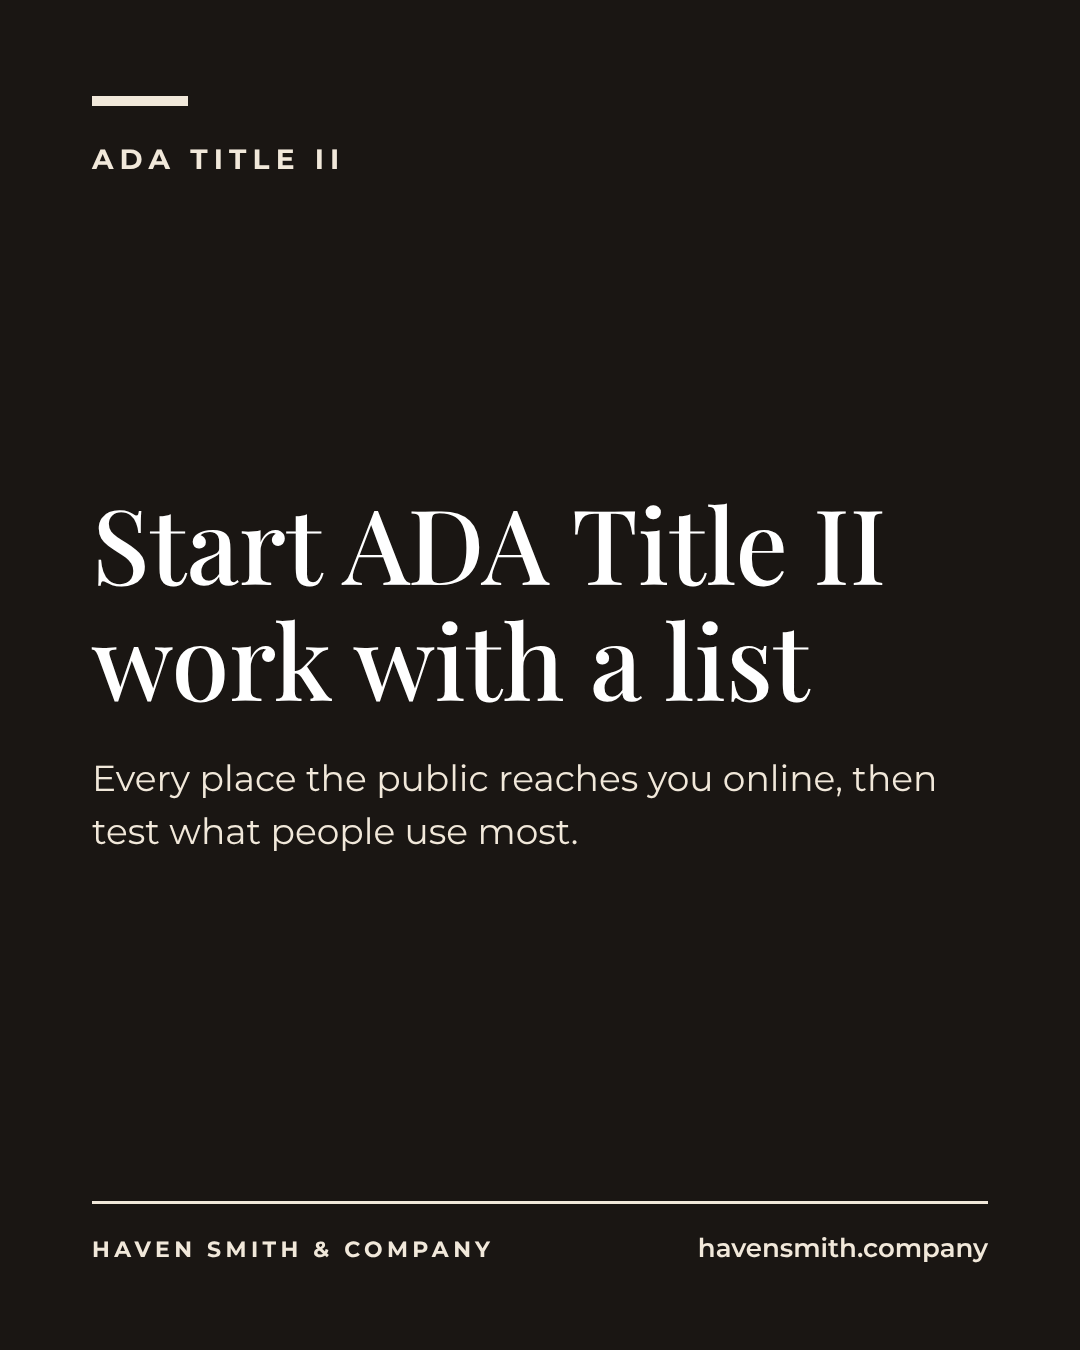 ADA TITLE II
Start ADA Title II
work with a list
Every place the public reaches you online, then
test what people use most.
HAVEN SMITH & COMPANY
havensmith.company